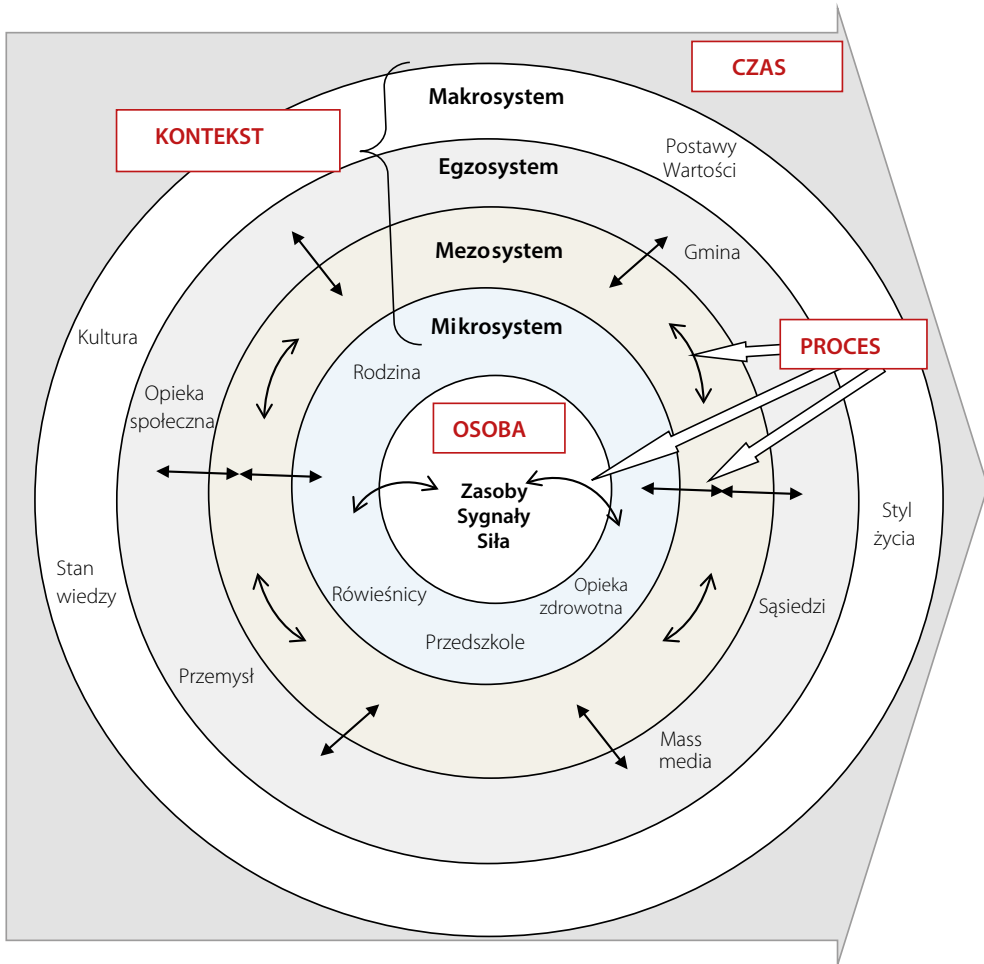 CZAS
Makrosystem
KONTEKST
Postawy
Wartości
Egzosystem
Mezosystem
Gmina
Mikrosystem
Kultura
PROCES
Rodzina
Opieka
społeczna
OSOBA
Zasoby
Sygnały
Siła
Styl
życia
Stan
wiedzy
Rówieśnicy
Opieka
zdrowotna
Sąsiedzi
Przedszkole
Przemysł
Mass
media